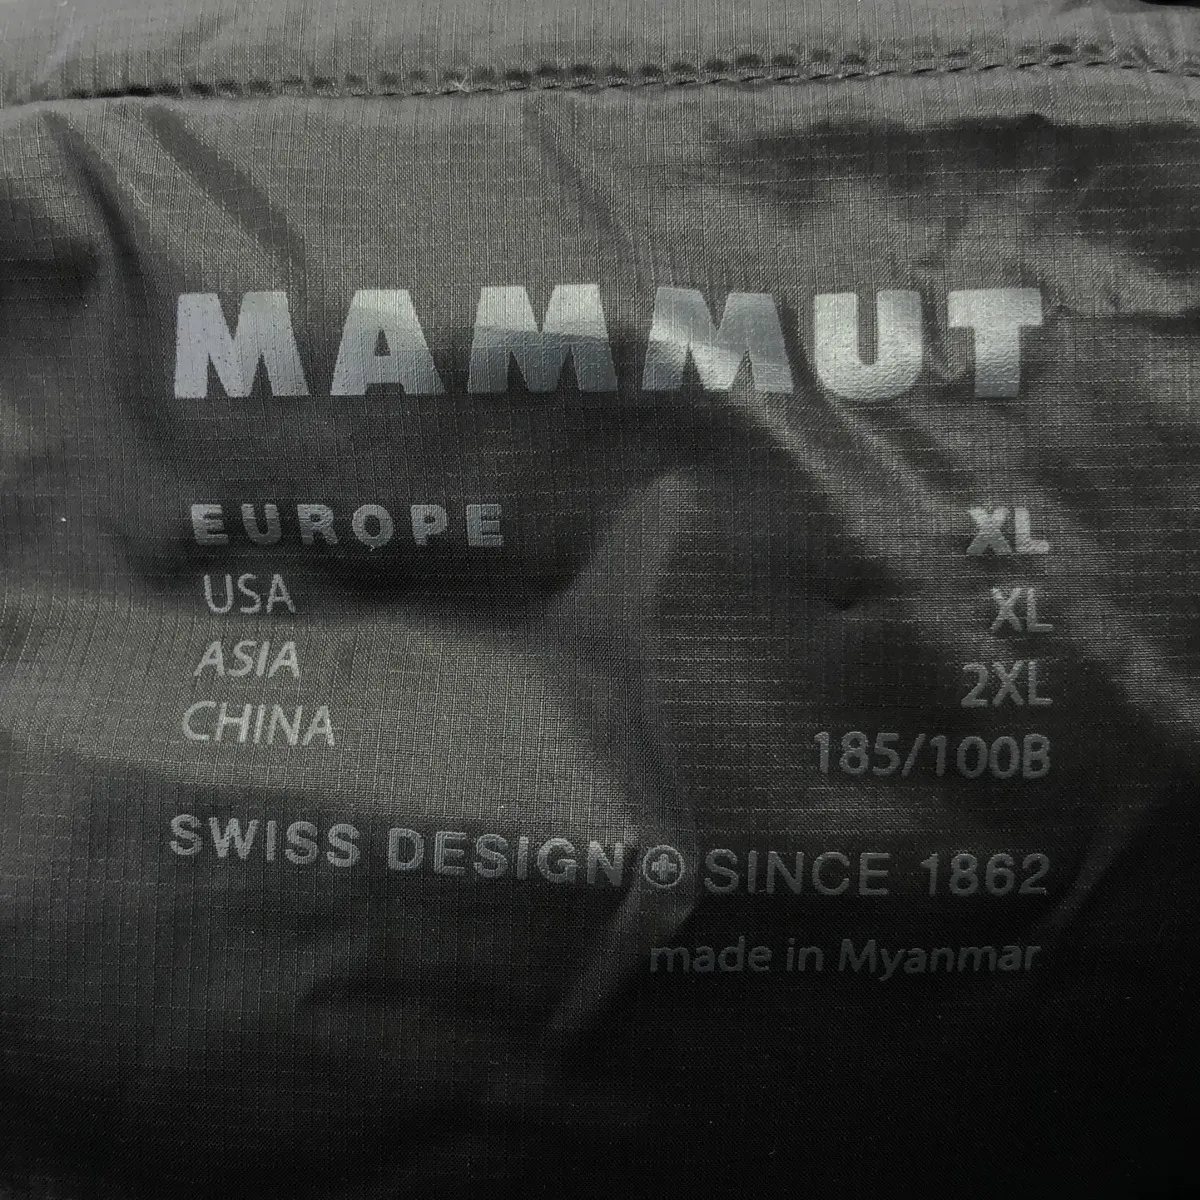 MAMMUT
EUROPE XL
USA XL
ASIA 2XL
CHINA 185/100B
SWISS DESIGN SINCE 1862
made in Myanmar